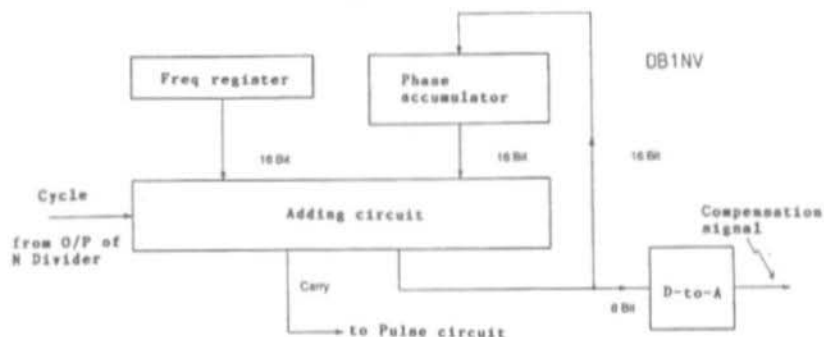 DB1NV
Freq register
Phase
accumulator
16 Bit
16 Bit
16 Bit
Cycle
from O/P of
N Divider
Adding circuit
Compensation
signal
Carry
D-to-A
8 Bit
to Pulse circuit